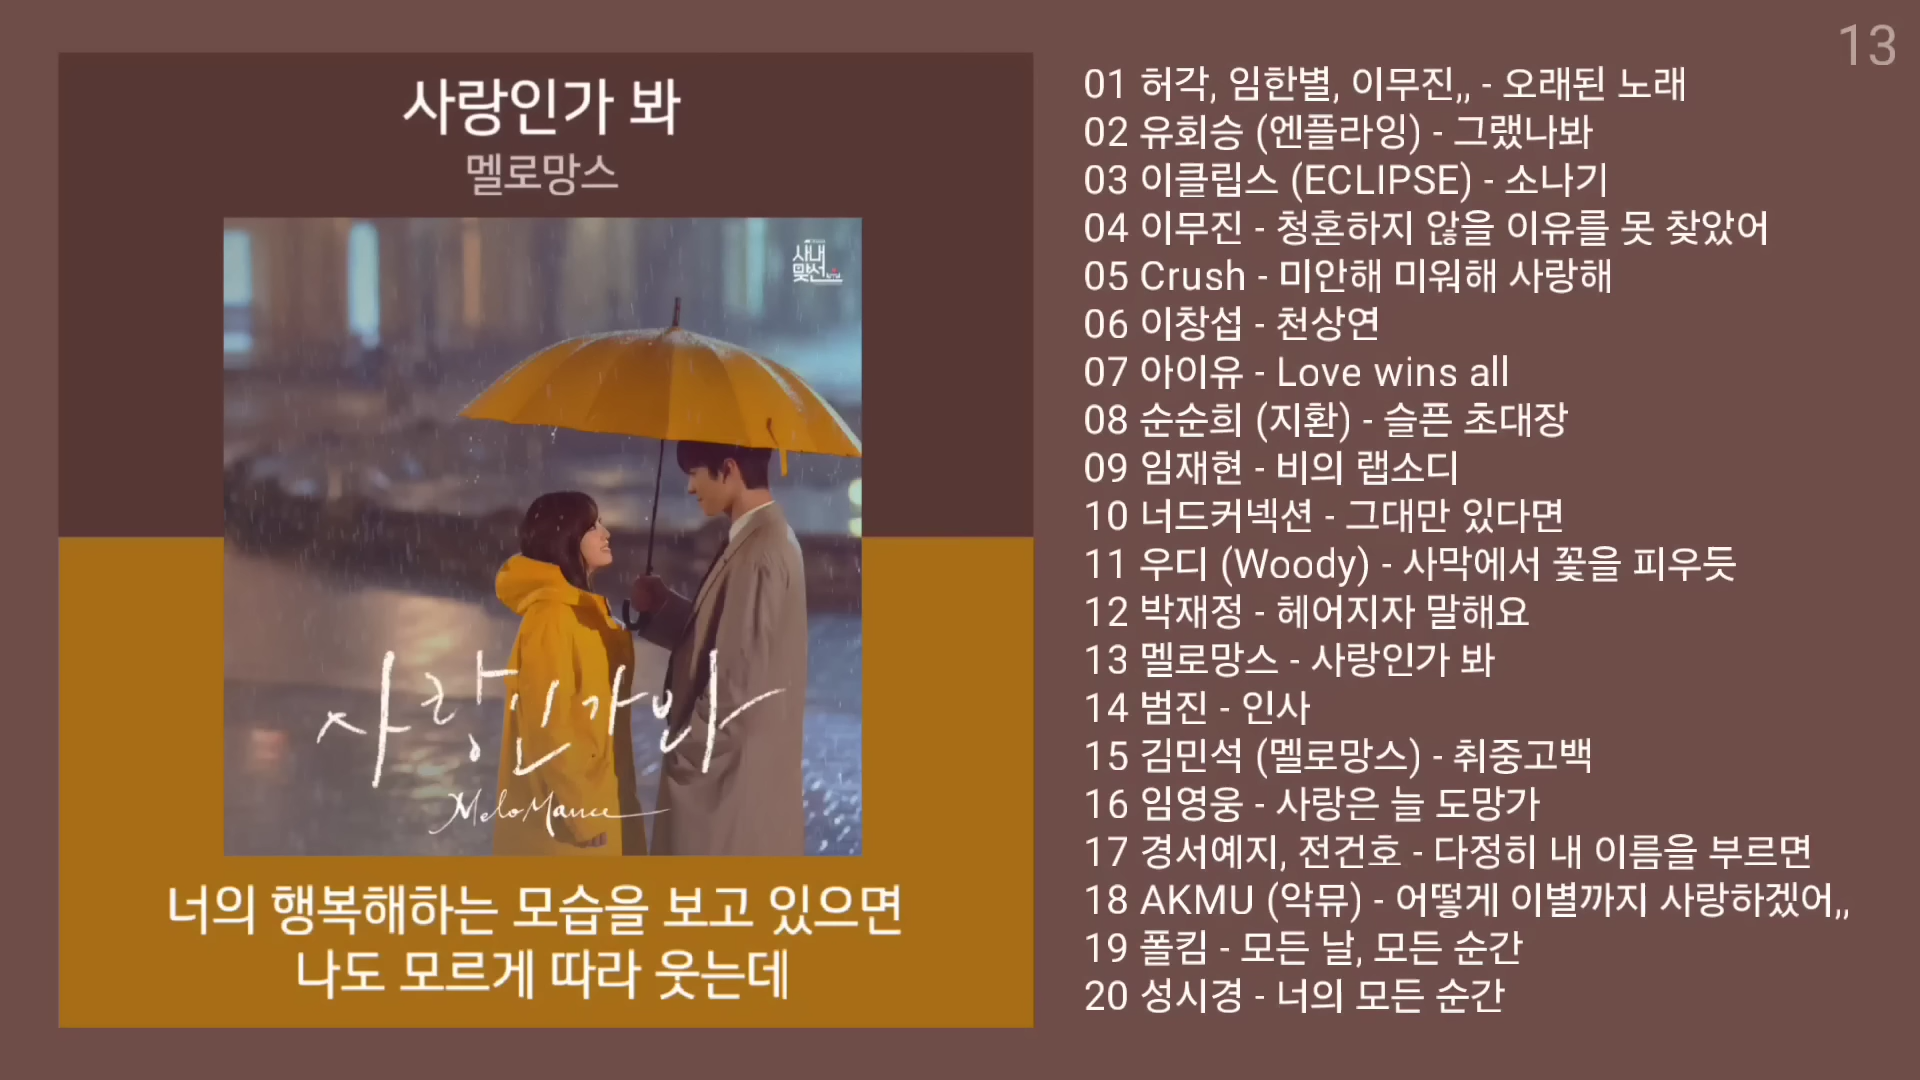 13
사랑인가 봐
멜로망스
사내
맞선
사랑인가 봐
MeloMance
너의 행복해하는 모습을 보고 있으면
나도 모르게 따라 웃는데
01 허각, 임한별, 이무진,, - 오래된 노래
02 유회승 (엔플라잉) - 그랬나봐
03 이클립스 (ECLIPSE) - 소나기
04 이무진 - 청혼하지 않을 이유를 못 찾았어
05 Crush - 미안해 미워해 사랑해
06 이창섭 - 천상연
07 아이유 - Love wins all
08 순순희 (지환) - 슬픈 초대장
09 임재현 - 비의 랩소디
10 너드커넥션 - 그대만 있다면
11 우디 (Woody) - 사막에서 꽃을 피우듯
12 박재정 - 헤어지자 말해요
13 멜로망스 - 사랑인가 봐
14 범진 - 인사
15 김민석 (멜로망스) - 취중고백
16 임영웅 - 사랑은 늘 도망가
17 경서예지, 전건호 - 다정히 내 이름을 부르면
18 AKMU (악뮤) - 어떻게 이별까지 사랑하겠어,,
19 폴킴 - 모든 날, 모든 순간
20 성시경 - 너의 모든 순간